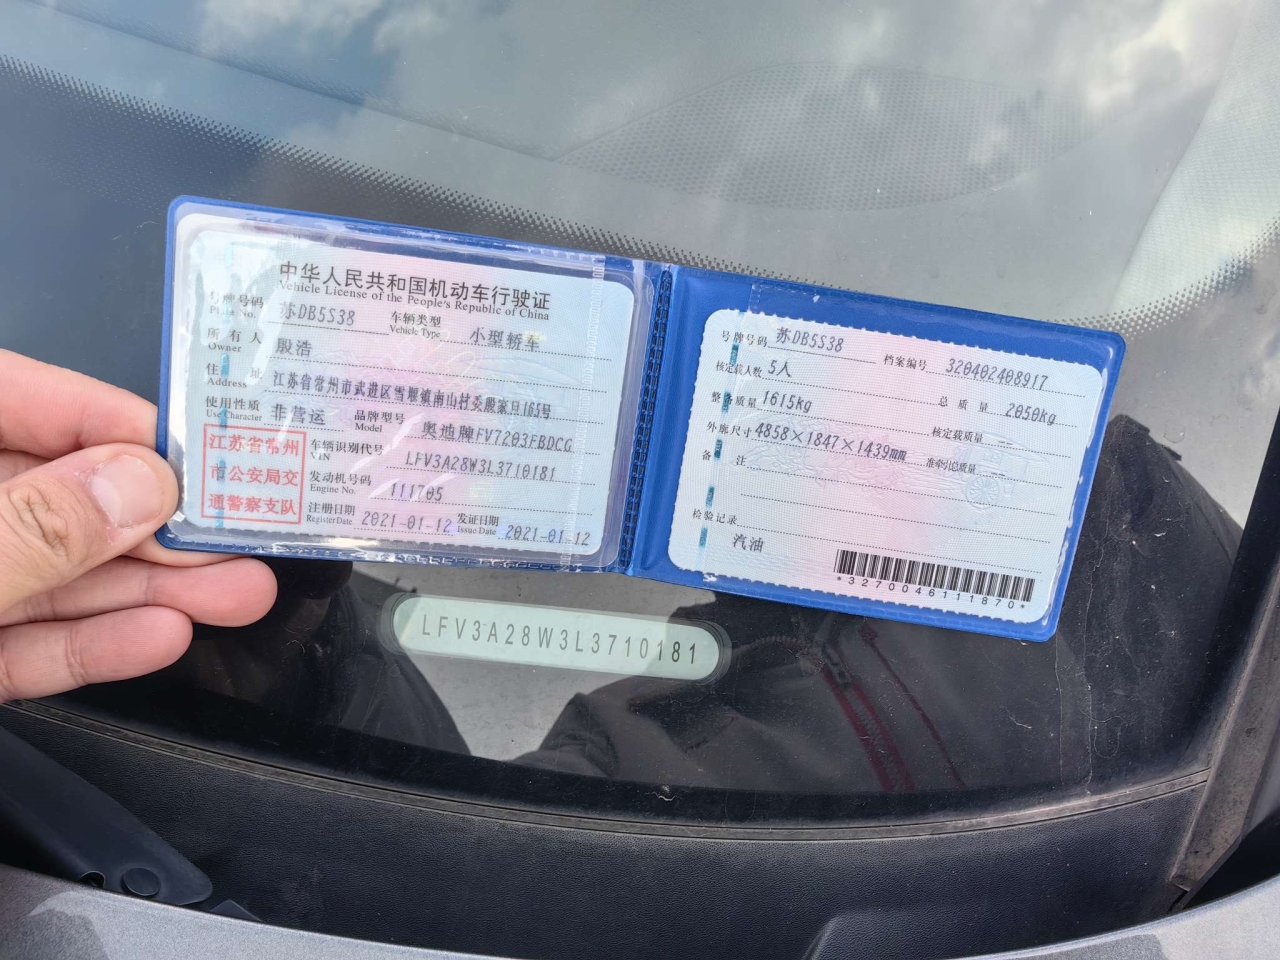 中华人民共和国机动车行驶证
Vehicle License of the People's Republic of China
号牌号码 苏DB5S38 车辆类型 小型轿车
Plate No. Vehicle Type
所有人 殷浩
Owner
住址 江苏省常州市武进区雪堰镇南山村委殷家旦165号
Address
使用性质 非营运 品牌型号 奥迪牌FV7203FBDCG
Use Character Model
江苏省常州
市公安局交
通警察支队
车辆识别代号 LFV3A28W3L3710181
VIN
发动机号码 111705
Engine No.
注册日期 2021-01-12 发证日期 2021-01-12
Register Date Issue Date
号牌号码 苏DB5S38 档案编号 320402408917
核定载人数 5人 总质量 2050kg
整备质量 1615kg 核定载质量 --
外廓尺寸 4858×1847×1439mm 准牵引总质量 --
备注
检验记录
汽油
*3270046111870*
LFV3A28W3L3710181